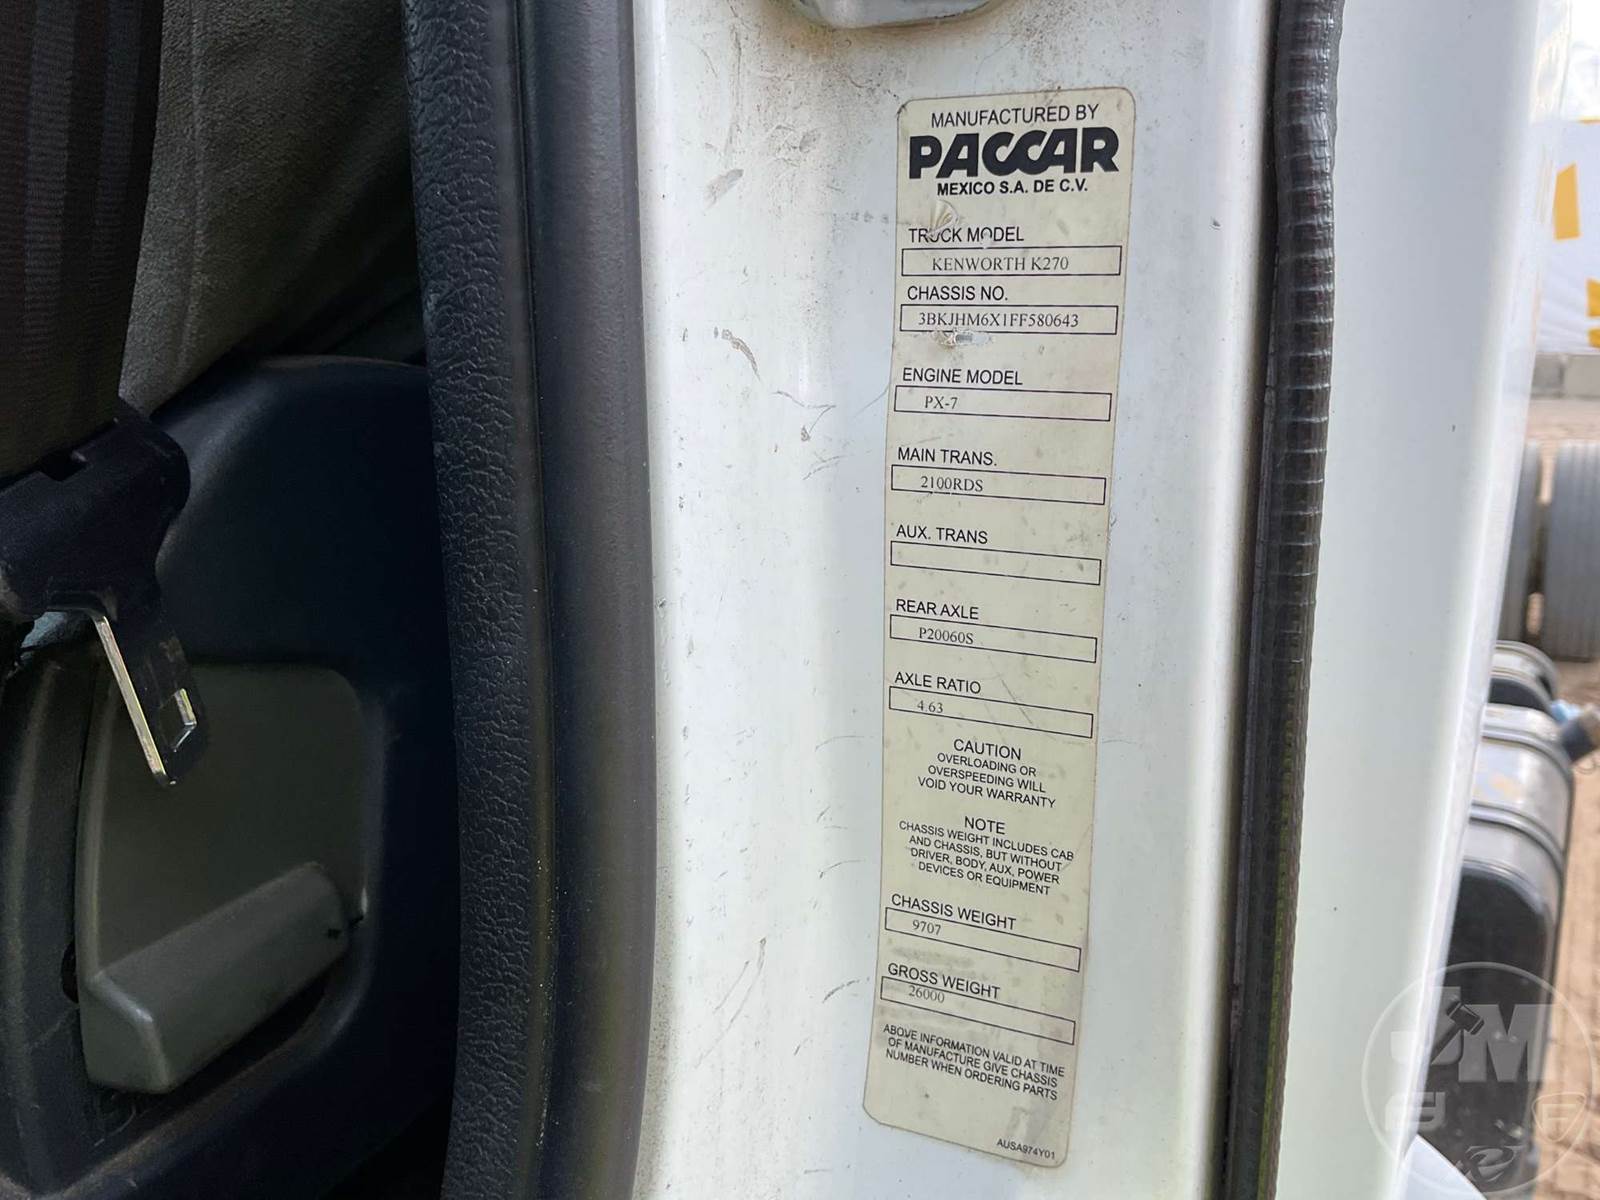 MANUFACTURED BY
PACCAR
MEXICO S.A. DE C.V.
TRUCK MODEL
KENWORTH K270
CHASSIS NO.
3BKJHM6X1FF580643
ENGINE MODEL
PX-7
MAIN TRANS.
2100RDS
AUX. TRANS
REAR AXLE
P20060S
AXLE RATIO
4.63
CAUTION
OVERLOADING OR
OVERSPEEDING WILL
VOID YOUR WARRANTY
NOTE
CHASSIS WEIGHT INCLUDES CAB
AND CHASSIS, BUT WITHOUT
DRIVER, BODY, AUX, POWER
DEVICES OR EQUIPMENT
CHASSIS WEIGHT
9707
GROSS WEIGHT
26000
ABOVE INFORMATION VALID AT TIME
OF MANUFACTURE GIVE CHASSIS
NUMBER WHEN ORDERING PARTS
AUSA974Y01
JM